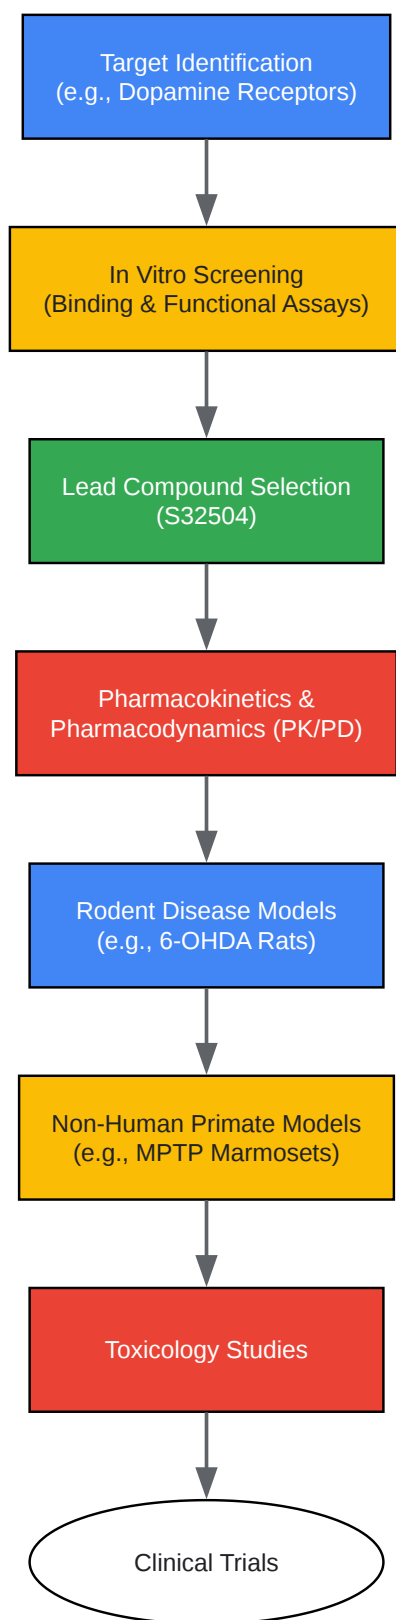 Target Identification
(e.g., Dopamine Receptors)
In Vitro Screening
(Binding & Functional Assays)
Lead Compound Selection
(S32504)
Pharmacokinetics &
Pharmacodynamics (PK/PD)
Rodent Disease Models
(e.g., 6-OHDA Rats)
Non-Human Primate Models
(e.g., MPTP Marmosets)
Toxicology Studies
Clinical Trials